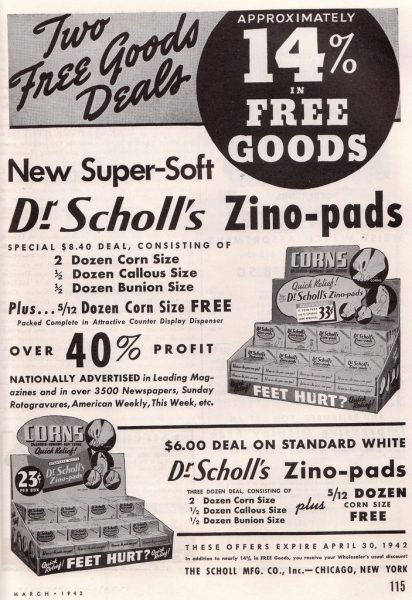 Two
Free Goods
Deals
APPROXIMATELY
14%
IN
FREE
GOODS
New Super-Soft
Dr Scholl's Zino-pads
SPECIAL $8.40 DEAL, CONSISTING OF
2 Dozen Corn Size
½ Dozen Callous Size
½ Dozen Bunion Size
Plus... 5/12 Dozen Corn Size FREE
Packed Complete in Attractive Counter Display Dispenser
OVER 40% PROFIT
NATIONALLY ADVERTISED in Leading Mag-
azines and in over 3500 Newspapers, Sunday
Rotogravures, American Weekly, This Week, etc.
CORNS
Quick Relief!
Dr. Scholl's Zino-pads
33¢
FEET HURT?
CORNS
Quick Relief!
23¢
PER BOX
Dr. Scholl's
Zino-pads
Quick Relief!
FEET HURT?
Quick Relief!
$6.00 DEAL ON STANDARD WHITE
Dr Scholl's Zino-pads
THREE DOZEN DEAL, CONSISTING OF
2 Dozen Corn Size
½ Dozen Callous Size
½ Dozen Bunion Size
plus 5/12 DOZEN
CORN SIZE
FREE
THESE OFFERS EXPIRE APRIL 30, 1942
In addition to nearly 14% in FREE Goods, you receive your Wholesaler's usual discount!
THE SCHOLL MFG. CO., Inc.—CHICAGO, NEW YORK
MARCH • 1942
115